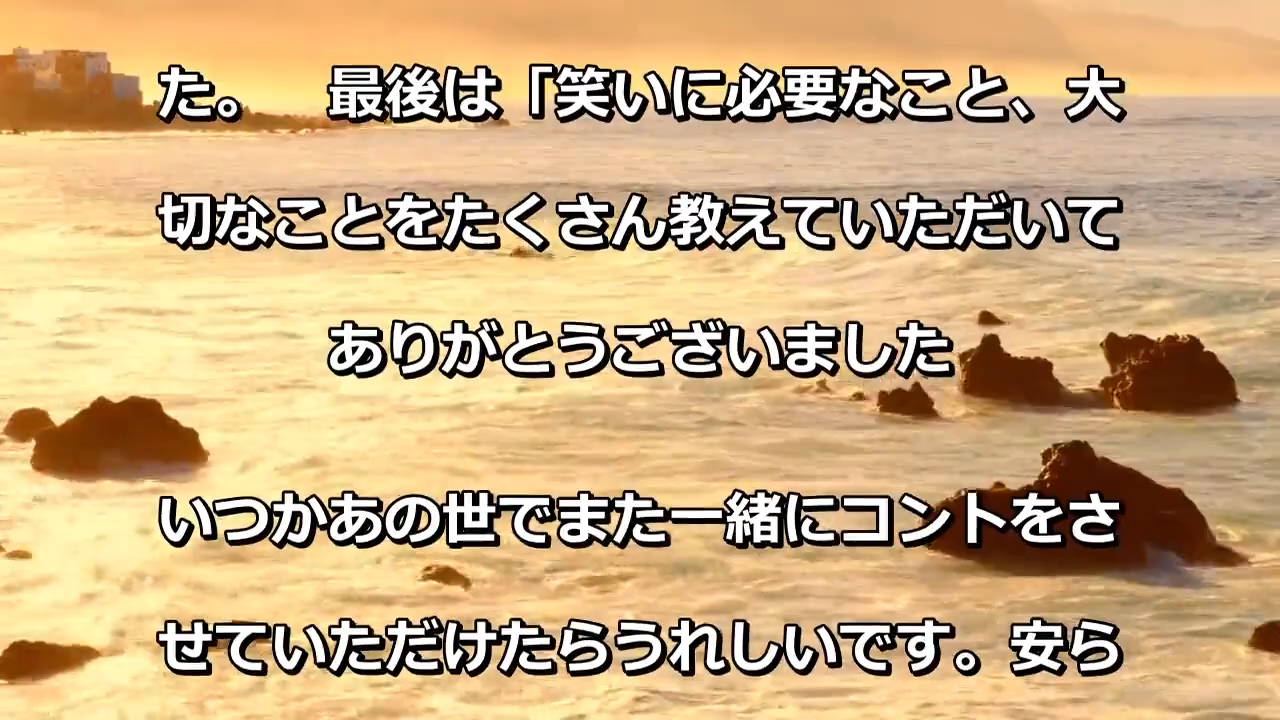 た。　最後は「笑いに必要なこと、大
切なことをたくさん教えていただいて
ありがとうございました
いつかあの世でまた一緒にコントをさ
せていただけたらうれしいです。安ら